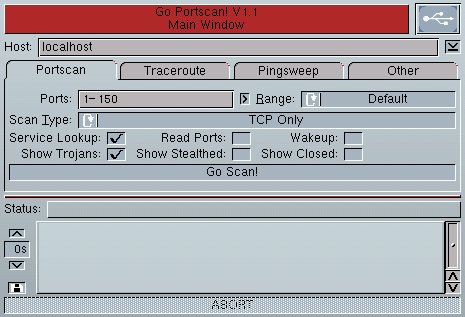 Go Portscan! V1.1
Main Window
Host: localhost
Portscan Traceroute Pingsweep Other
Ports: 1-150 Range: Default
Scan Type: TCP Only
Service Lookup: Read Ports: Wakeup:
Show Trojans: Show Stealthed: Show Closed:
Go Scan!
Status:
0s
ABORT